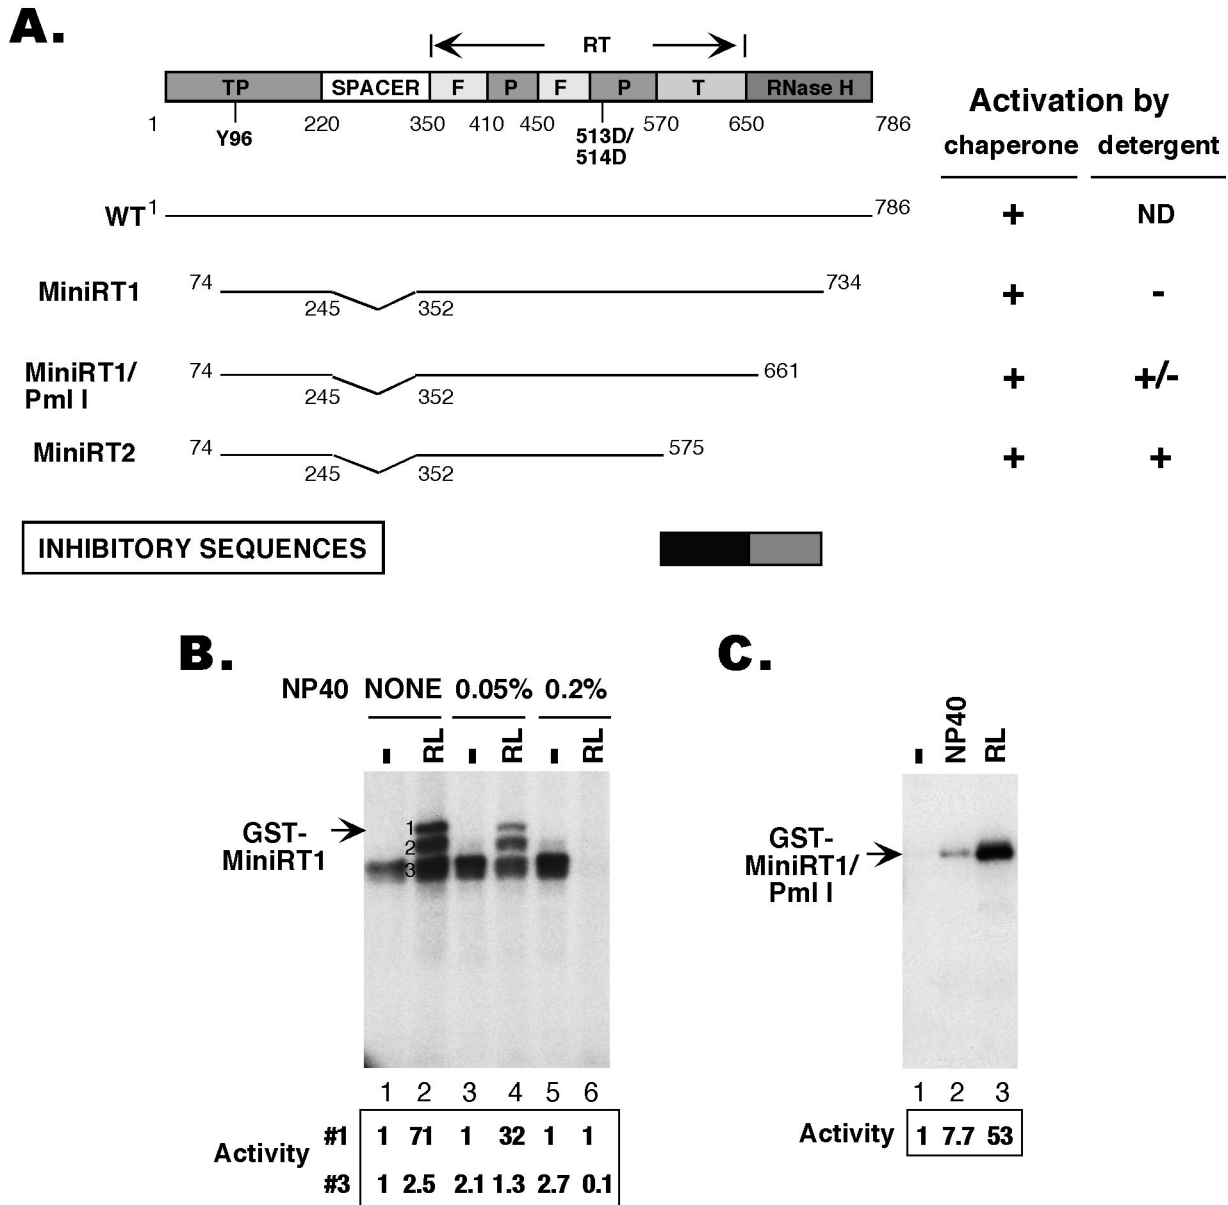 A.
RT
TP SPACER F P F P T RNase H
1 Y96 220 350 410 450 513D/ 514D 570 650 786
Activation by
chaperone detergent
WT 1 786 + ND
MiniRT1 74 245 352 734 + -
MiniRT1/ PmI I 74 245 352 661 + +/-
MiniRT2 74 245 352 575 + +
INHIBITORY SEQUENCES
B.
NP40 NONE 0.05% 0.2%
- RL - RL - RL
GST-
MiniRT1
1
2
3
1 2 3 4 5 6
Activity
#1 1 71 1 32 1 1
#3 1 2.5 2.1 1.3 2.7 0.1
C.
- NP40 RL
GST-
MiniRT1/
PmI I
1 2 3
Activity 1 7.7 53